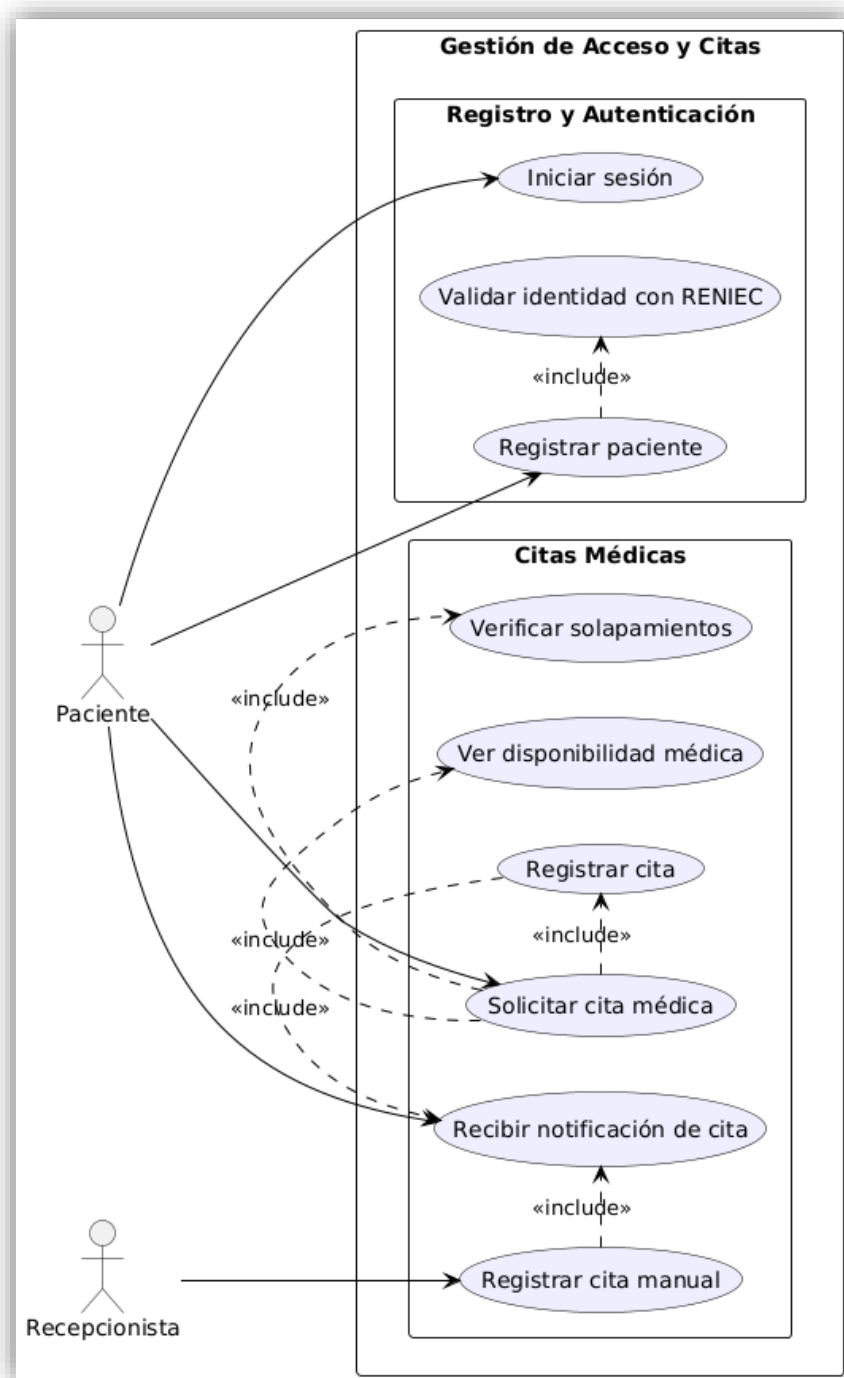 Gestión de Acceso y Citas
Registro y Autenticación
Iniciar sesión
Validar identidad con RENIEC
«include»
Registrar paciente
Citas Médicas
Verificar solapamientos
«include»
Paciente
Ver disponibilidad médica
Registrar cita
«include»
«include»
Solicitar cita médica
«include»
Recibir notificación de cita
«include»
Registrar cita manual
Recepcionista